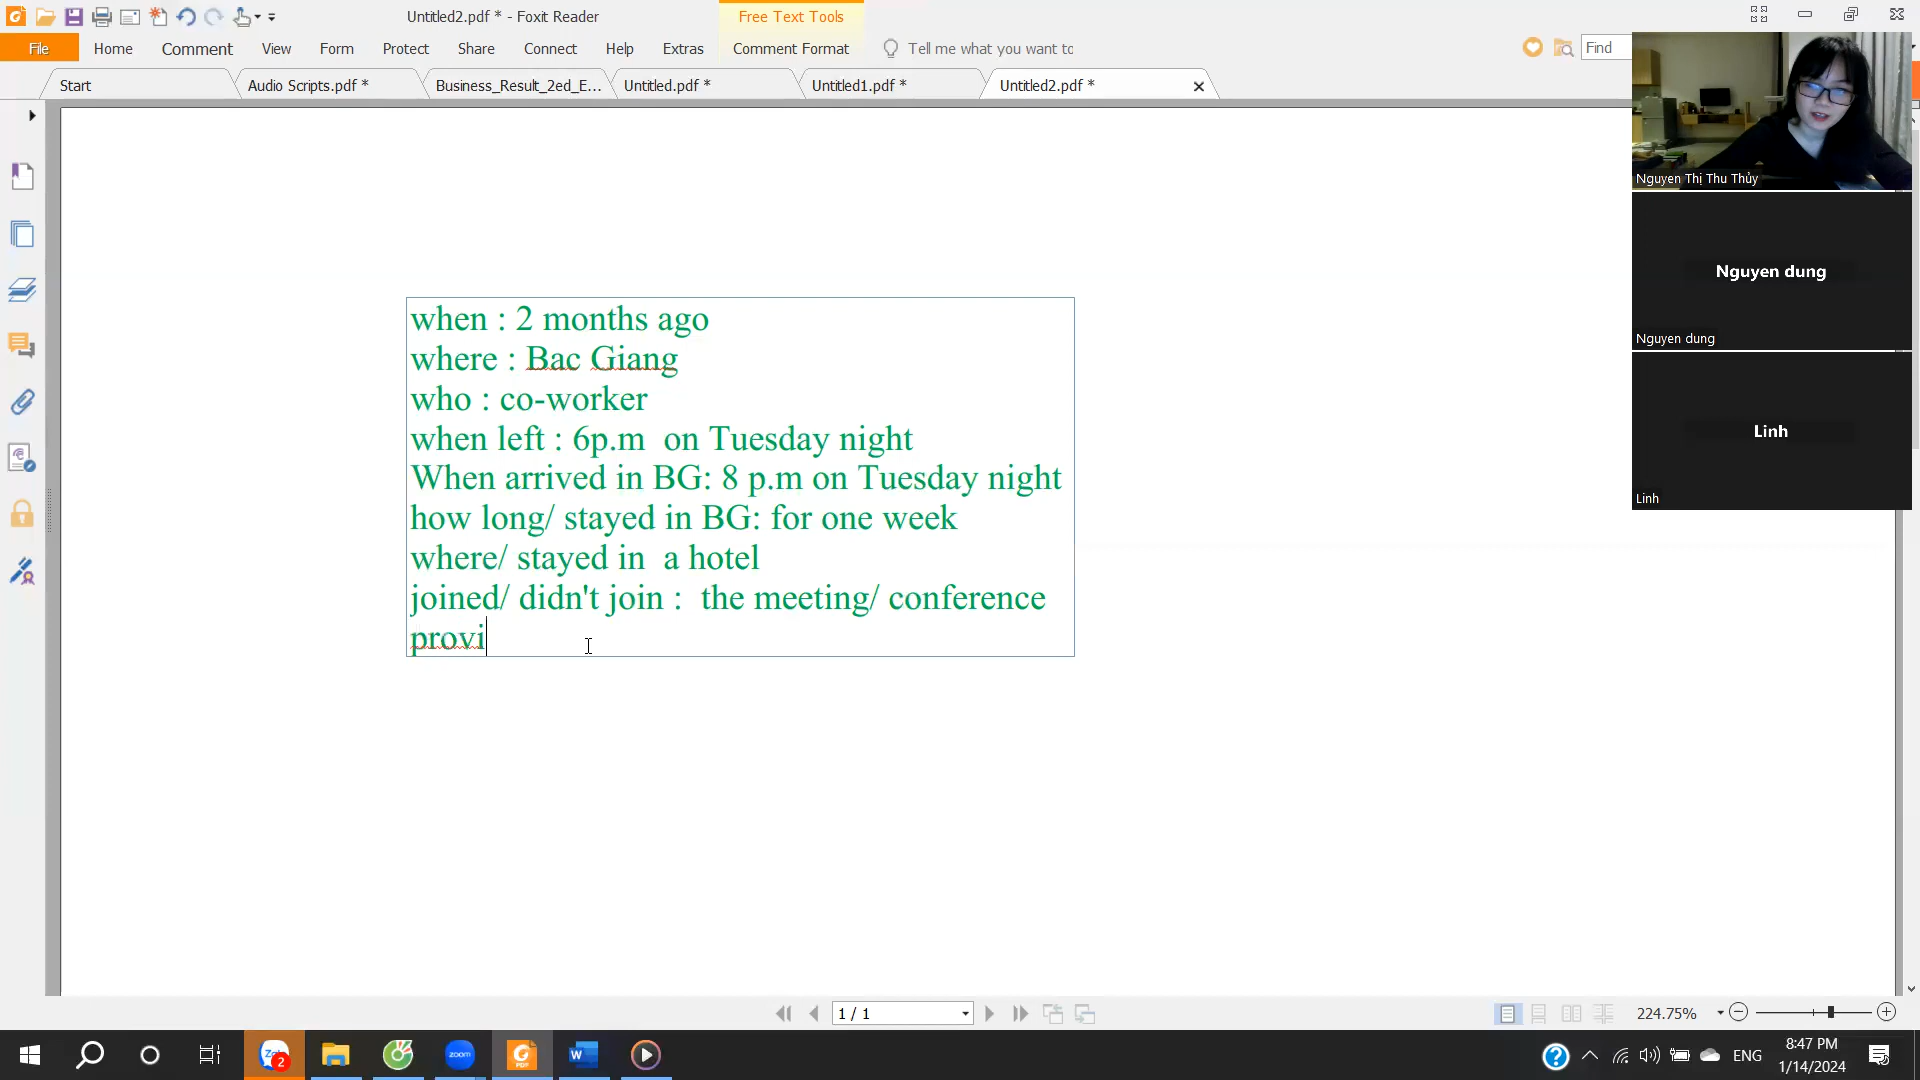 Untitled2.pdf * - Foxit Reader
Free Text Tools
File
Home
Comment
View
Form
Protect
Share
Connect
Help
Extras
Comment Format
Tell me what you want to
Find
Start
Audio Scripts.pdf *
Business_Result_2ed_E...
Untitled.pdf *
Untitled1.pdf *
Untitled2.pdf *
Nguyen Thị Thu Thủy
Nguyen dung
Nguyen dung
Linh
Linh
when : 2 months ago
where : Bac Giang
who : co-worker
when left : 6p.m  on Tuesday night
When arrived in BG: 8 p.m on Tuesday night
how long/ stayed in BG: for one week
where/ stayed in  a hotel
joined/ didn't join :  the meeting/ conference
provi
1 / 1
224.75%
2
zoom
PDF
W
ENG
8:47 PM
1/14/2024